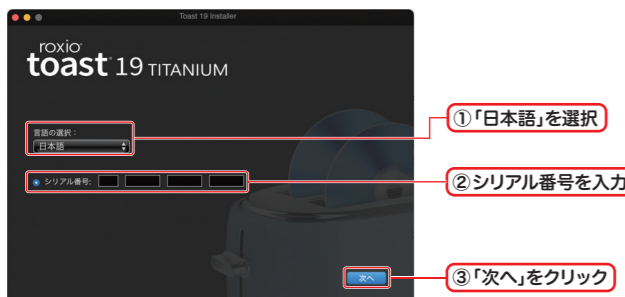 Toast 19 Installer
roxio
toast 19 TITANIUM
言語の選択：
日本語
シリアル番号:
次へ
①「日本語」を選択
②シリアル番号を入力
③「次へ」をクリック